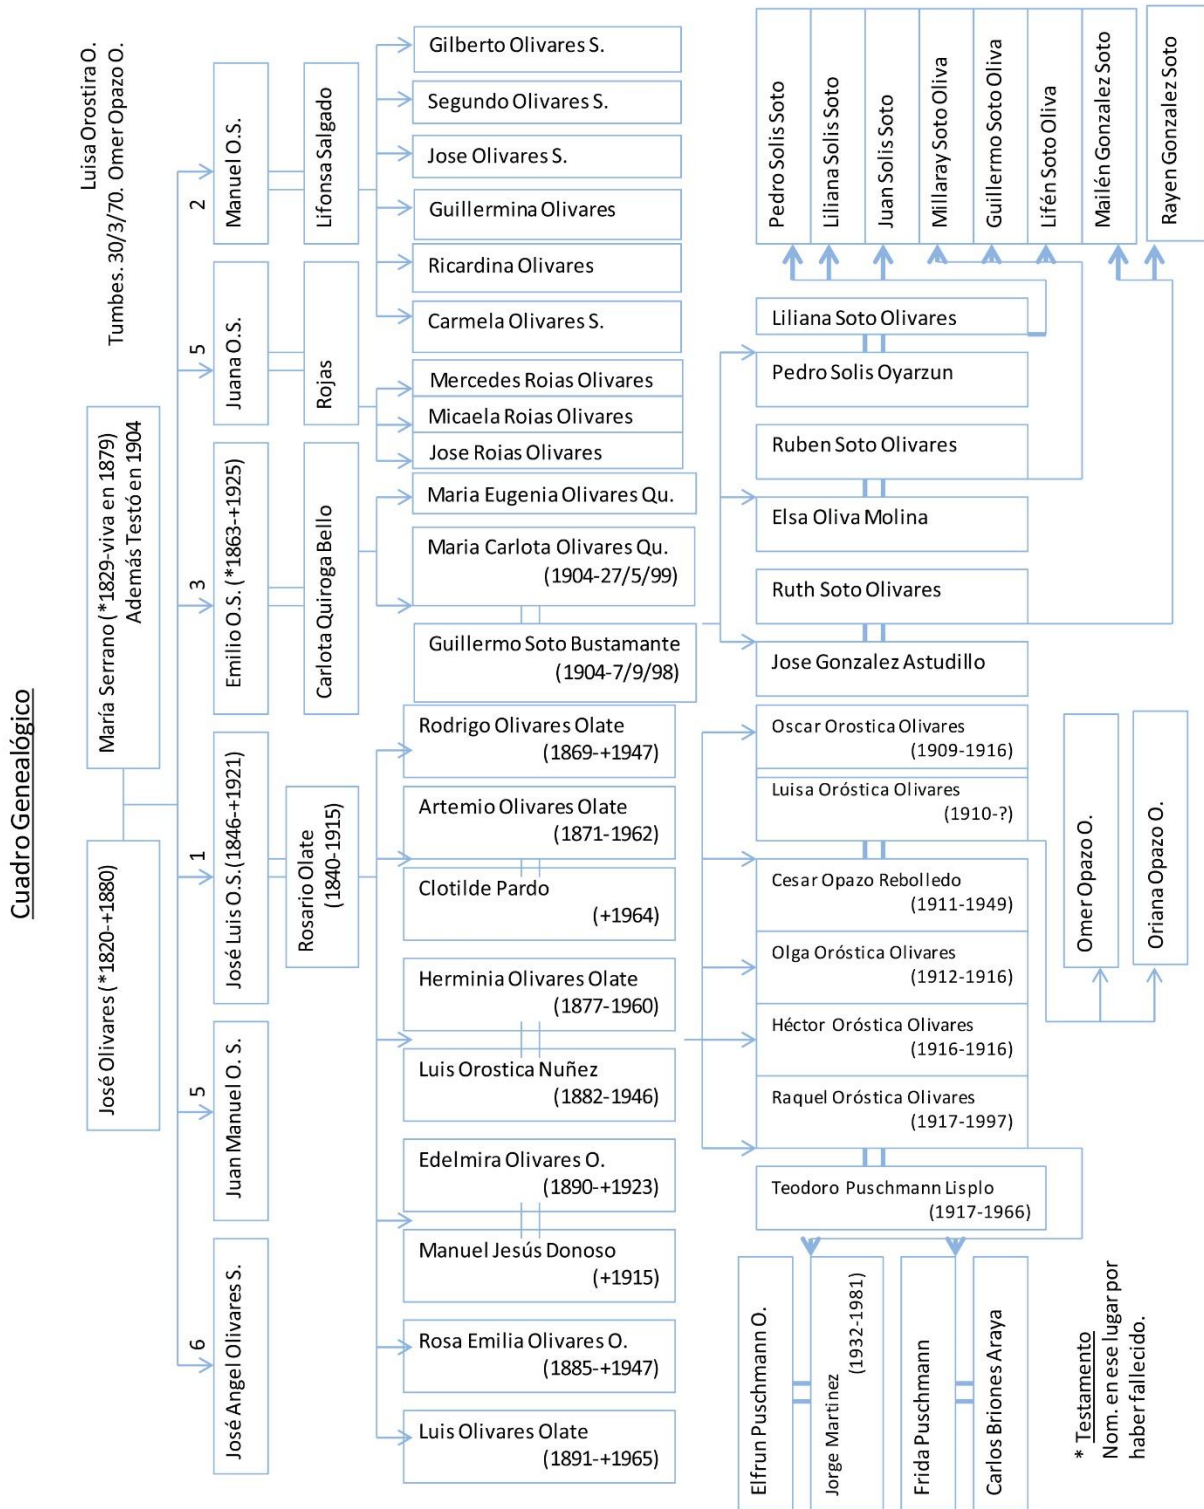 Cuadro Genealógico
Luisa Orostira O.
Tumbes. 30/3/70. Omer Opazo O.
José Olivares (*1820-+1880)
María Serrano (*1829-viva en 1879)
Además Testó en 1904
6
5
1
3
5
2
José Angel Olivares S.
Juan Manuel O. S.
José Luis O.S.(1846-+1921)
Emilio O.S. (*1863-+1925)
Juana O.S.
Manuel O.S.
Rosario Olate
(1840-1915)
Carlota Quiroga Bello
Rojas
Lifonsa Salgado
Gilberto Olivares S.
Segundo Olivares S.
Jose Olivares S.
Guillermina Olivares
Ricardina Olivares
Carmela Olivares S.
Mercedes Rojas Olivares
Micaela Rojas Olivares
Jose Rojas Olivares
Maria Eugenia Olivares Qu.
Maria Carlota Olivares Qu.
(1904-27/5/99)
Guillermo Soto Bustamante
(1904-7/9/98)
Rodrigo Olivares Olate
(1869-+1947)
Artemio Olivares Olate
(1871-1962)
Clotilde Pardo
(+1964)
Herminia Olivares Olate
(1877-1960)
Luis Orostica Nuñez
(1882-1946)
Edelmira Olivares O.
(1890-+1923)
Manuel Jesús Donoso
(+1915)
Rosa Emilia Olivares O.
(1885-+1947)
Luis Olivares Olate
(1891-+1965)
Liliana Soto Olivares
Pedro Solis Oyarzun
Ruben Soto Olivares
Elsa Oliva Molina
Ruth Soto Olivares
Jose Gonzalez Astudillo
Oscar Orostica Olivares
(1909-1916)
Luisa Oróstica Olivares
(1910-?)
Cesar Opazo Rebolledo
(1911-1949)
Olga Oróstica Olivares
(1912-1916)
Héctor Oróstica Olivares
(1916-1916)
Raquel Oróstica Olivares
(1917-1997)
Teodoro Puschmann Lisplo
(1917-1966)
Pedro Solis Soto
Liliana Solis Soto
Juan Solis Soto
Millaray Soto Oliva
Guillermo Soto Oliva
Lifén Soto Oliva
Mailén Gonzalez Soto
Rayen Gonzalez Soto
Omer Opazo O.
Oriana Opazo O.
Elfrun Puschmann O.
Jorge Martinez
(1932-1981)
Frida Puschmann
Carlos Briones Araya
* Testamento
Nom. en ese lugar por
haber fallecido.